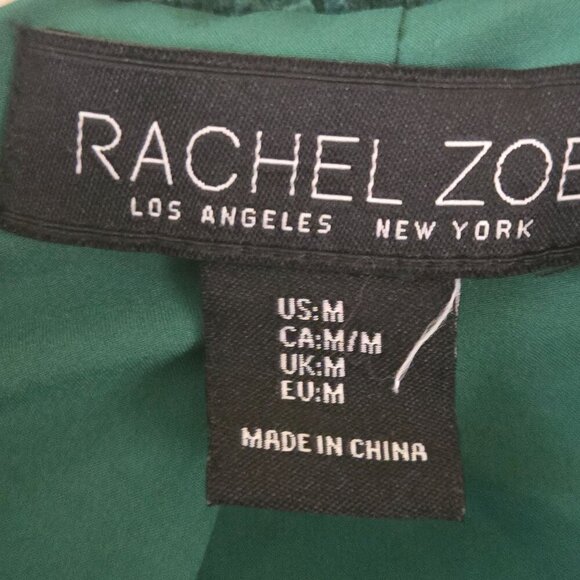 RACHEL ZOE
LOS ANGELES NEW YORK
US:M
CA:M/M
UK:M
EU:M
MADE IN CHINA